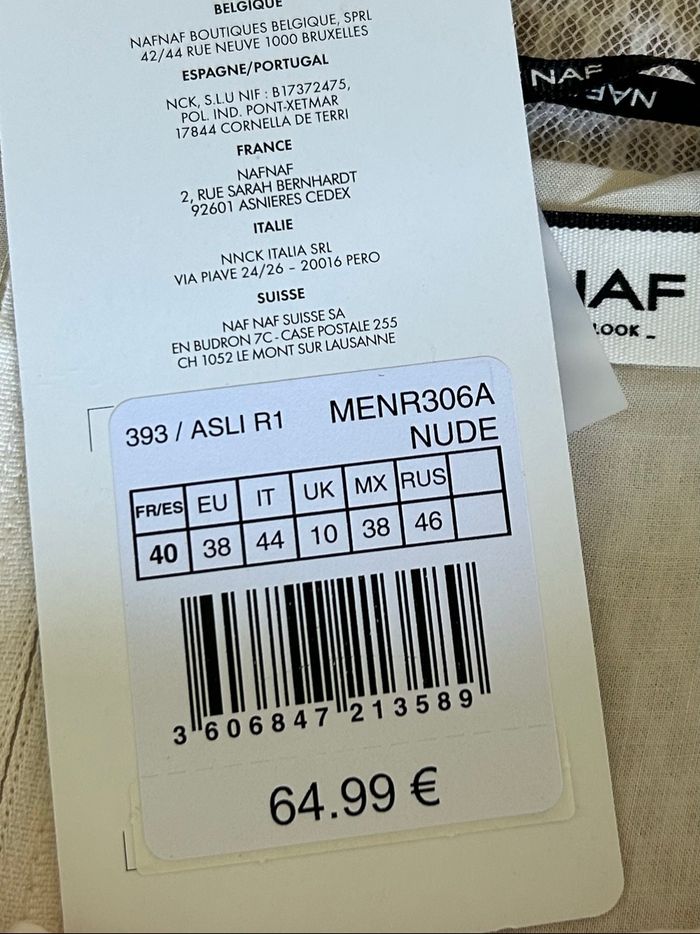 BELGIQUE
NAFNAF BOUTIQUES BELGIQUE, SPRL
42/44 RUE NEUVE 1000 BRUXELLES
ESPAGNE/PORTUGAL
NCK, S.L.U NIF : B17372475,
POL. IND. PONT-XETMAR
17844 CORNELLA DE TERRI
FRANCE
NAFNAF
2, RUE SARAH BERNHARDT
92601 ASNIERES CEDEX
ITALIE
NNCK ITALIA SRL
VIA PIAVE 24/26 – 20016 PERO
SUISSE
NAF NAF SUISSE SA
EN BUDRON 7C - CASE POSTALE 255
CH 1052 LE MONT SUR LAUSANNE
393 / ASLI R1 MENR306A
NUDE
FR/ES EU IT UK MX RUS
40 38 44 10 38 46
3 606847 213589
64.99 €
NAF
NAF
NAF
LOOK _